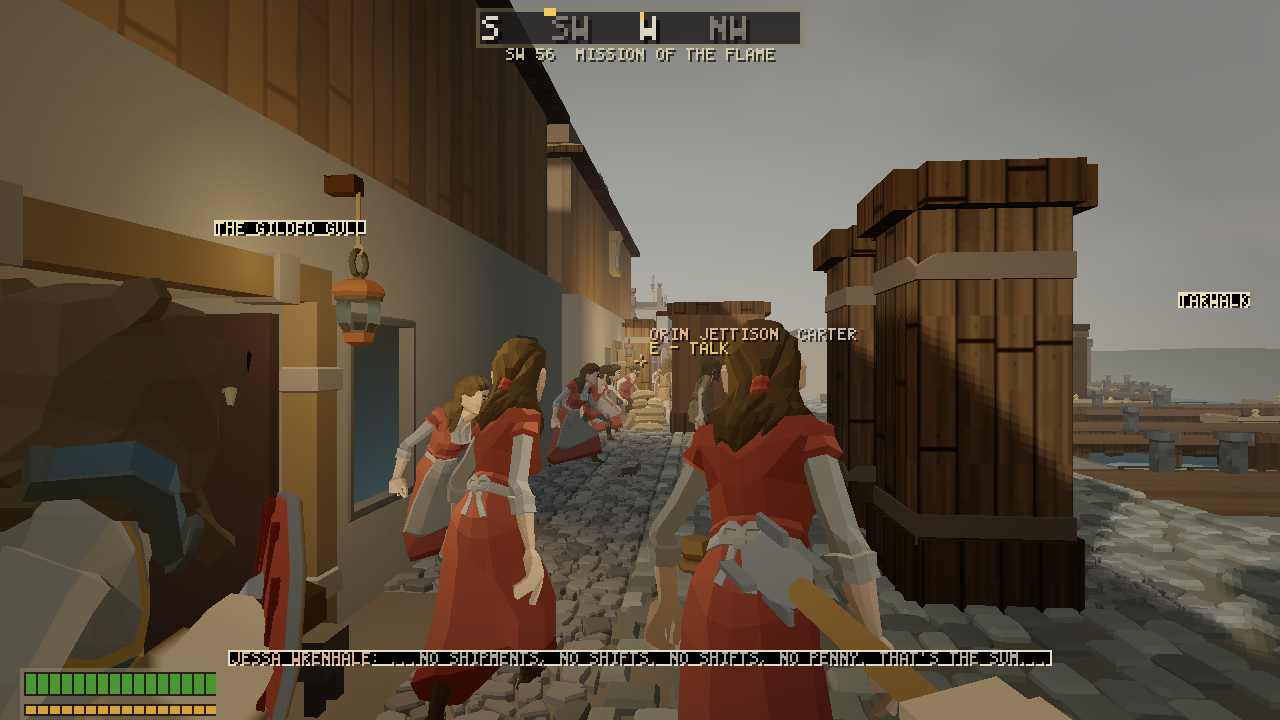 S SW W NW
SW 56 MISSION OF THE FLAME
THE GILDED GULL
TARWALK
ORIN JETTISON CARTER
E - TALK
JESSA WRENHALE: ...NO SHIPMENTS, NO SHIFTS. NO SHIFTS, NO PENNY. THAT'S THE SUM...